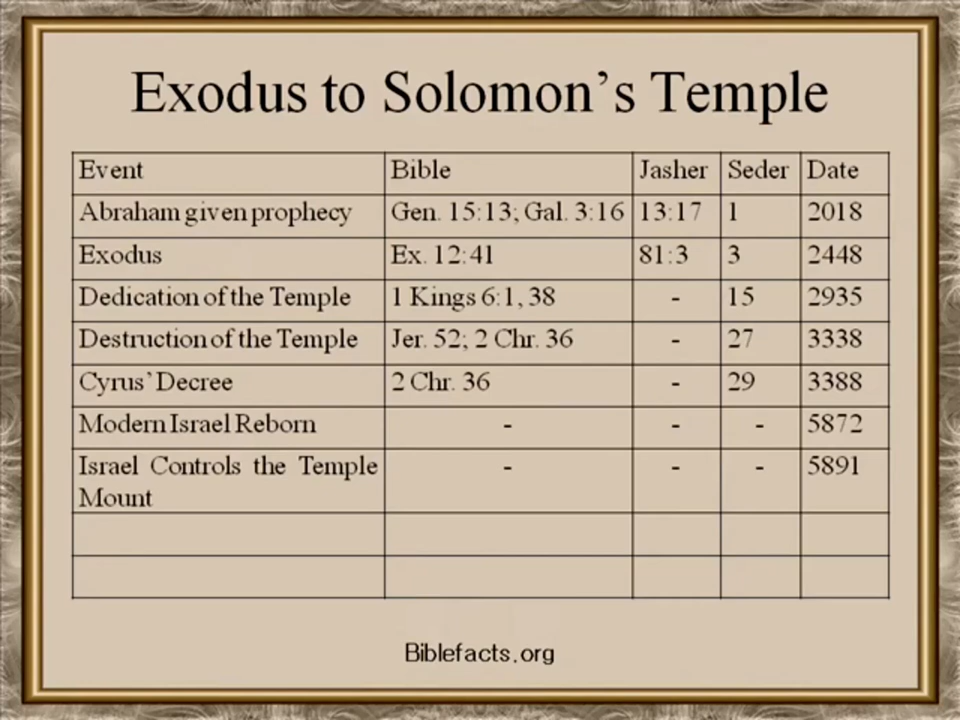 Exodus to Solomon's Temple
Event Bible Jasher Seder Date
Abraham given prophecy Gen. 15:13; Gal. 3:16 13:17 1 2018
Exodus Ex. 12:41 81:3 3 2448
Dedication of the Temple 1 Kings 6:1, 38 - 15 2935
Destruction of the Temple Jer. 52; 2 Chr. 36 - 27 3338
Cyrus' Decree 2 Chr. 36 - 29 3388
Modern Israel Reborn - - - 5872
Israel Controls the Temple - - - 5891
Mount
Biblefacts.org